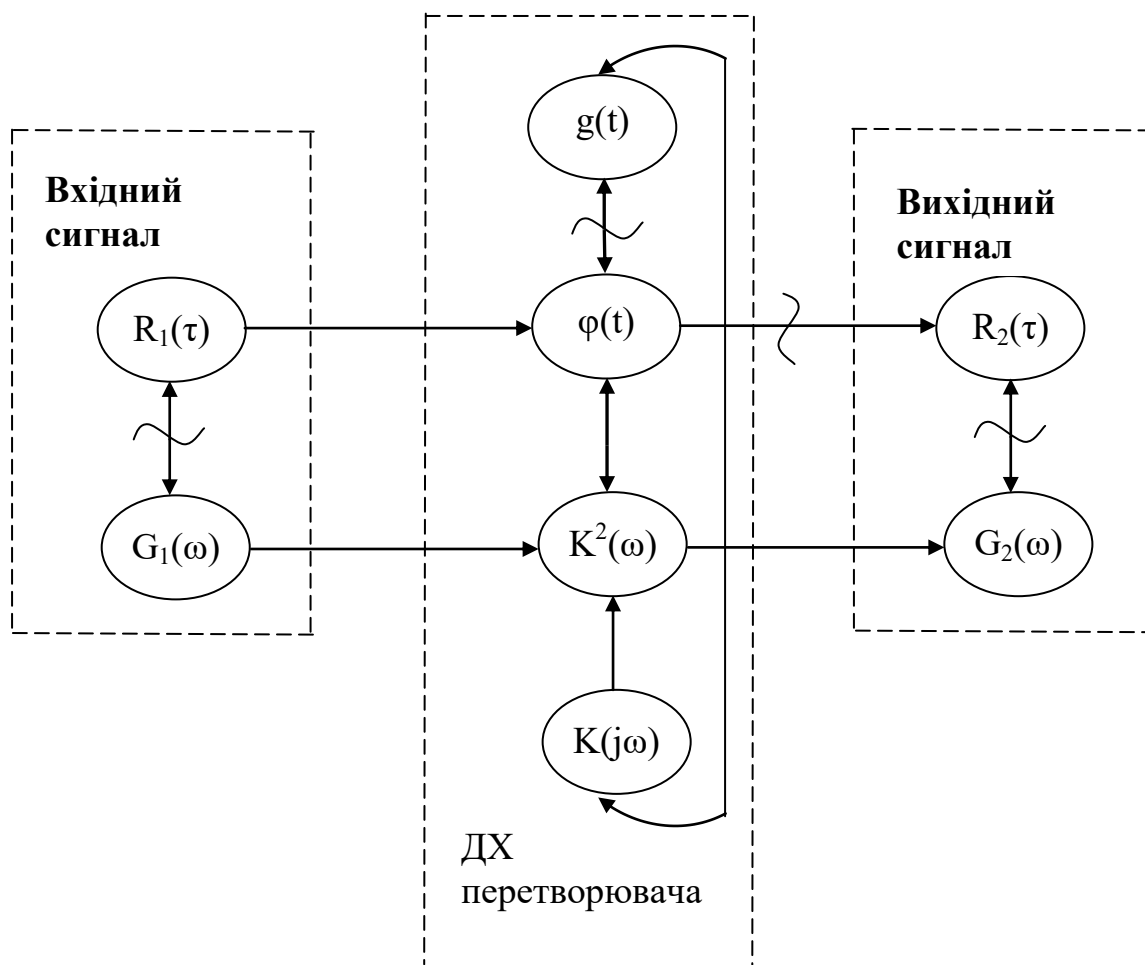 g(t)
Вхідний
сигнал
Вихідний
сигнал
R₁(τ)
φ(t)
R₂(τ)
G₁(ω)
K²(ω)
G₂(ω)
K(jω)
ДХ
перетворювача